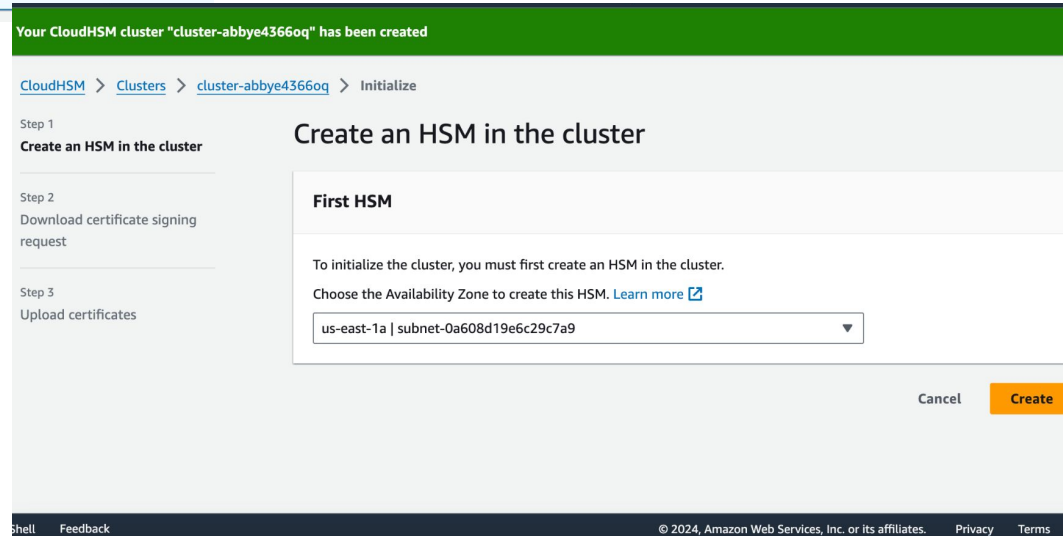 Your CloudHSM cluster "cluster-abbye4366oq" has been created
CloudHSM > Clusters > cluster-abbye4366oq > Initialize
Step 1
Create an HSM in the cluster
Step 2
Download certificate signing
request
Step 3
Upload certificates
Create an HSM in the cluster
First HSM
To initialize the cluster, you must first create an HSM in the cluster.
Choose the Availability Zone to create this HSM. Learn more
us-east-1a | subnet-0a608d19e6c29c7a9
Cancel
Create
Shell Feedback © 2024, Amazon Web Services, Inc. or its affiliates. Privacy Terms